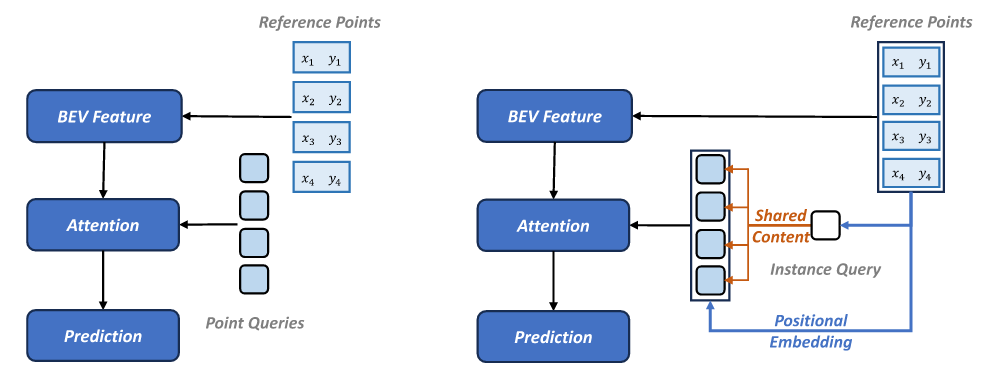 Reference Points
x₁ y₁
x₂ y₂
x₃ y₃
x₄ y₄
BEV Feature
Attention
Prediction
Point Queries
Reference Points
x₁ y₁
x₂ y₂
x₃ y₃
x₄ y₄
BEV Feature
Attention
Shared
Content
Instance Query
Prediction
Positional
Embedding